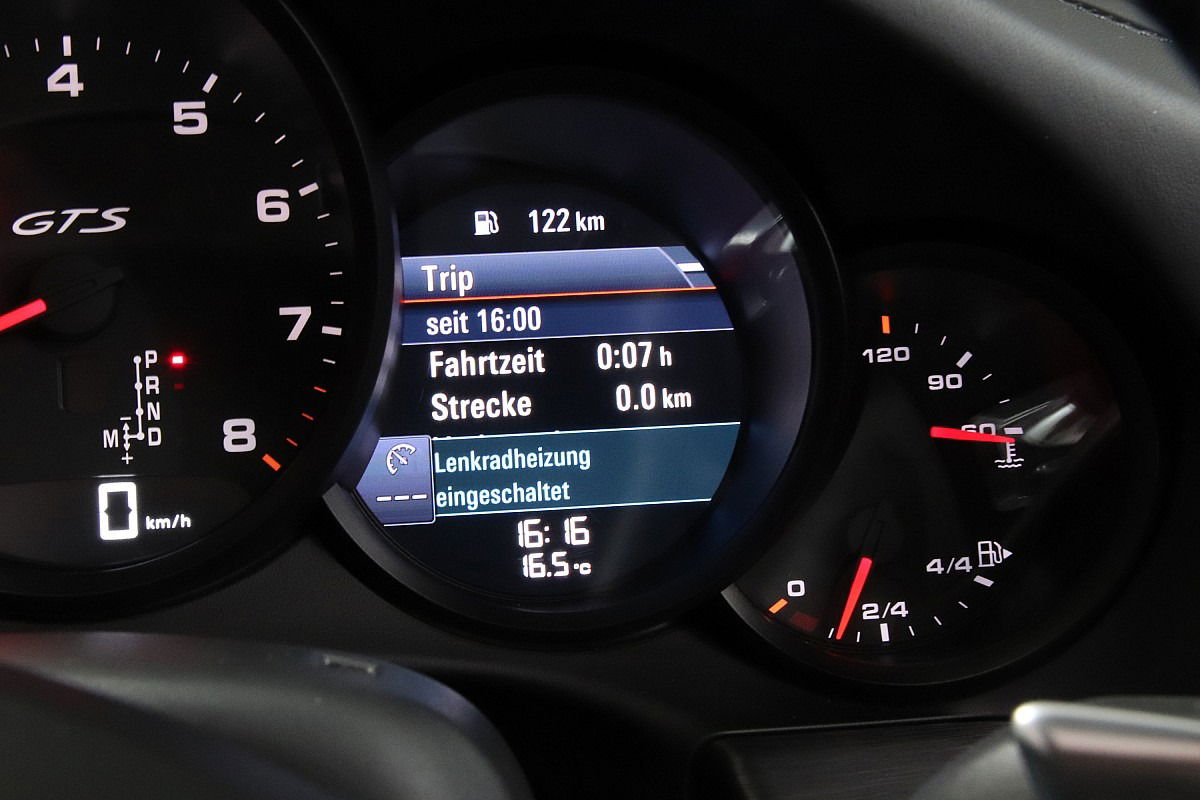 4
5
6
7
8
GTS
P
R
N
M D
-
+
0 km/h
122 km
Trip
seit 16:00
Fahrtzeit 0:07 h
Strecke 0.0 km
Lenkradheizung
--- eingeschaltet
16:16
16.5°C
120
90
60
4/4
0
2/4